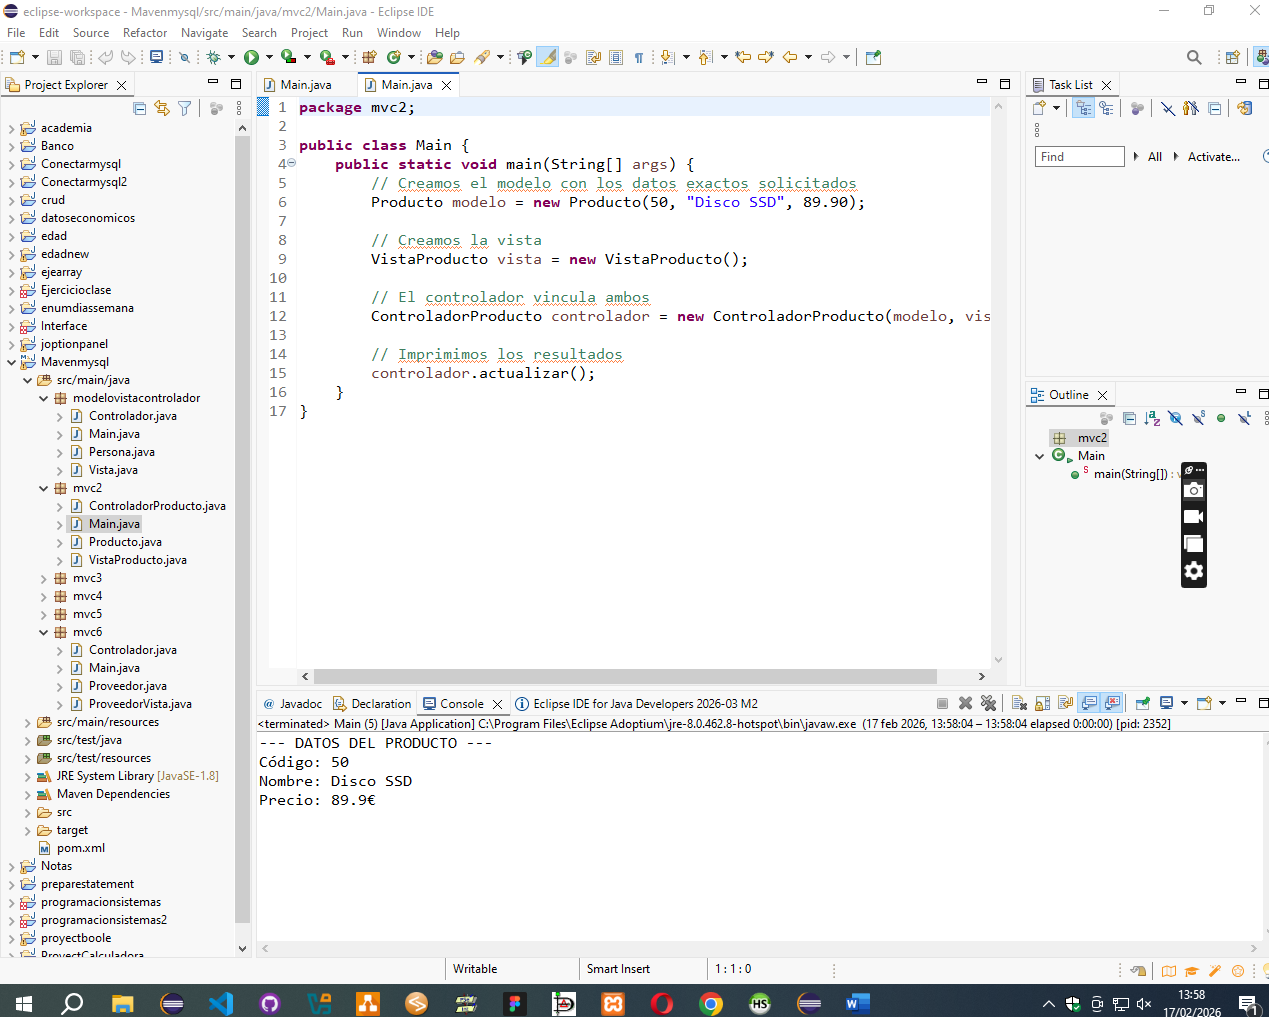 eclipse-workspace - Mavenmysql/src/main/java/mvc2/Main.java - Eclipse IDE
File Edit Source Refactor Navigate Search Project Run Window Help
Project Explorer
academia
Banco
Conectarmysql
Conectarmysql2
crud
datoseconomicos
edad
edadnew
ejearray
Ejercicioclase
enumdiassemana
Interface
joptionpanel
Mavenmysql
src/main/java
modelovistacontrolador
Controlador.java
Main.java
Persona.java
Vista.java
mvc2
ControladorProducto.java
Main.java
Producto.java
VistaProducto.java
mvc3
mvc4
mvc5
mvc6
Controlador.java
Main.java
Proveedor.java
ProveedorVista.java
src/main/resources
src/test/java
src/test/resources
JRE System Library [JavaSE-1.8]
Maven Dependencies
src
target
pom.xml
Notas
preparestatement
programacionsistemas
programacionsistemas2
proyectboole
ProyectCalculadora
Main.java Main.java
1 package mvc2;
2
3 public class Main {
4 public static void main(String[] args) {
5 // Creamos el modelo con los datos exactos solicitados
6 Producto modelo = new Producto(50, "Disco SSD", 89.90);
7
8 // Creamos la vista
9 VistaProducto vista = new VistaProducto();
10
11 // El controlador vincula ambos
12 ControladorProducto controlador = new ControladorProducto(modelo, vis
13
14 // Imprimimos los resultados
15 controlador.actualizar();
16 }
17 }
Task List
Find All Activate...
Outline
mvc2
Main
main(String[]) : v
@ Javadoc Declaration Console Eclipse IDE for Java Developers 2026-03 M2
<terminated> Main (5) [Java Application] C:\Program Files\Eclipse Adoptium\jre-8.0.462.8-hotspot\bin\javaw.exe (17 feb 2026, 13:58:04 – 13:58:04 elapsed 0:00:00) [pid: 2352]
--- DATOS DEL PRODUCTO ---
Código: 50
Nombre: Disco SSD
Precio: 89.9€
Writable Smart Insert 1 : 1 : 0
HS
13:58
17/02/2026
1